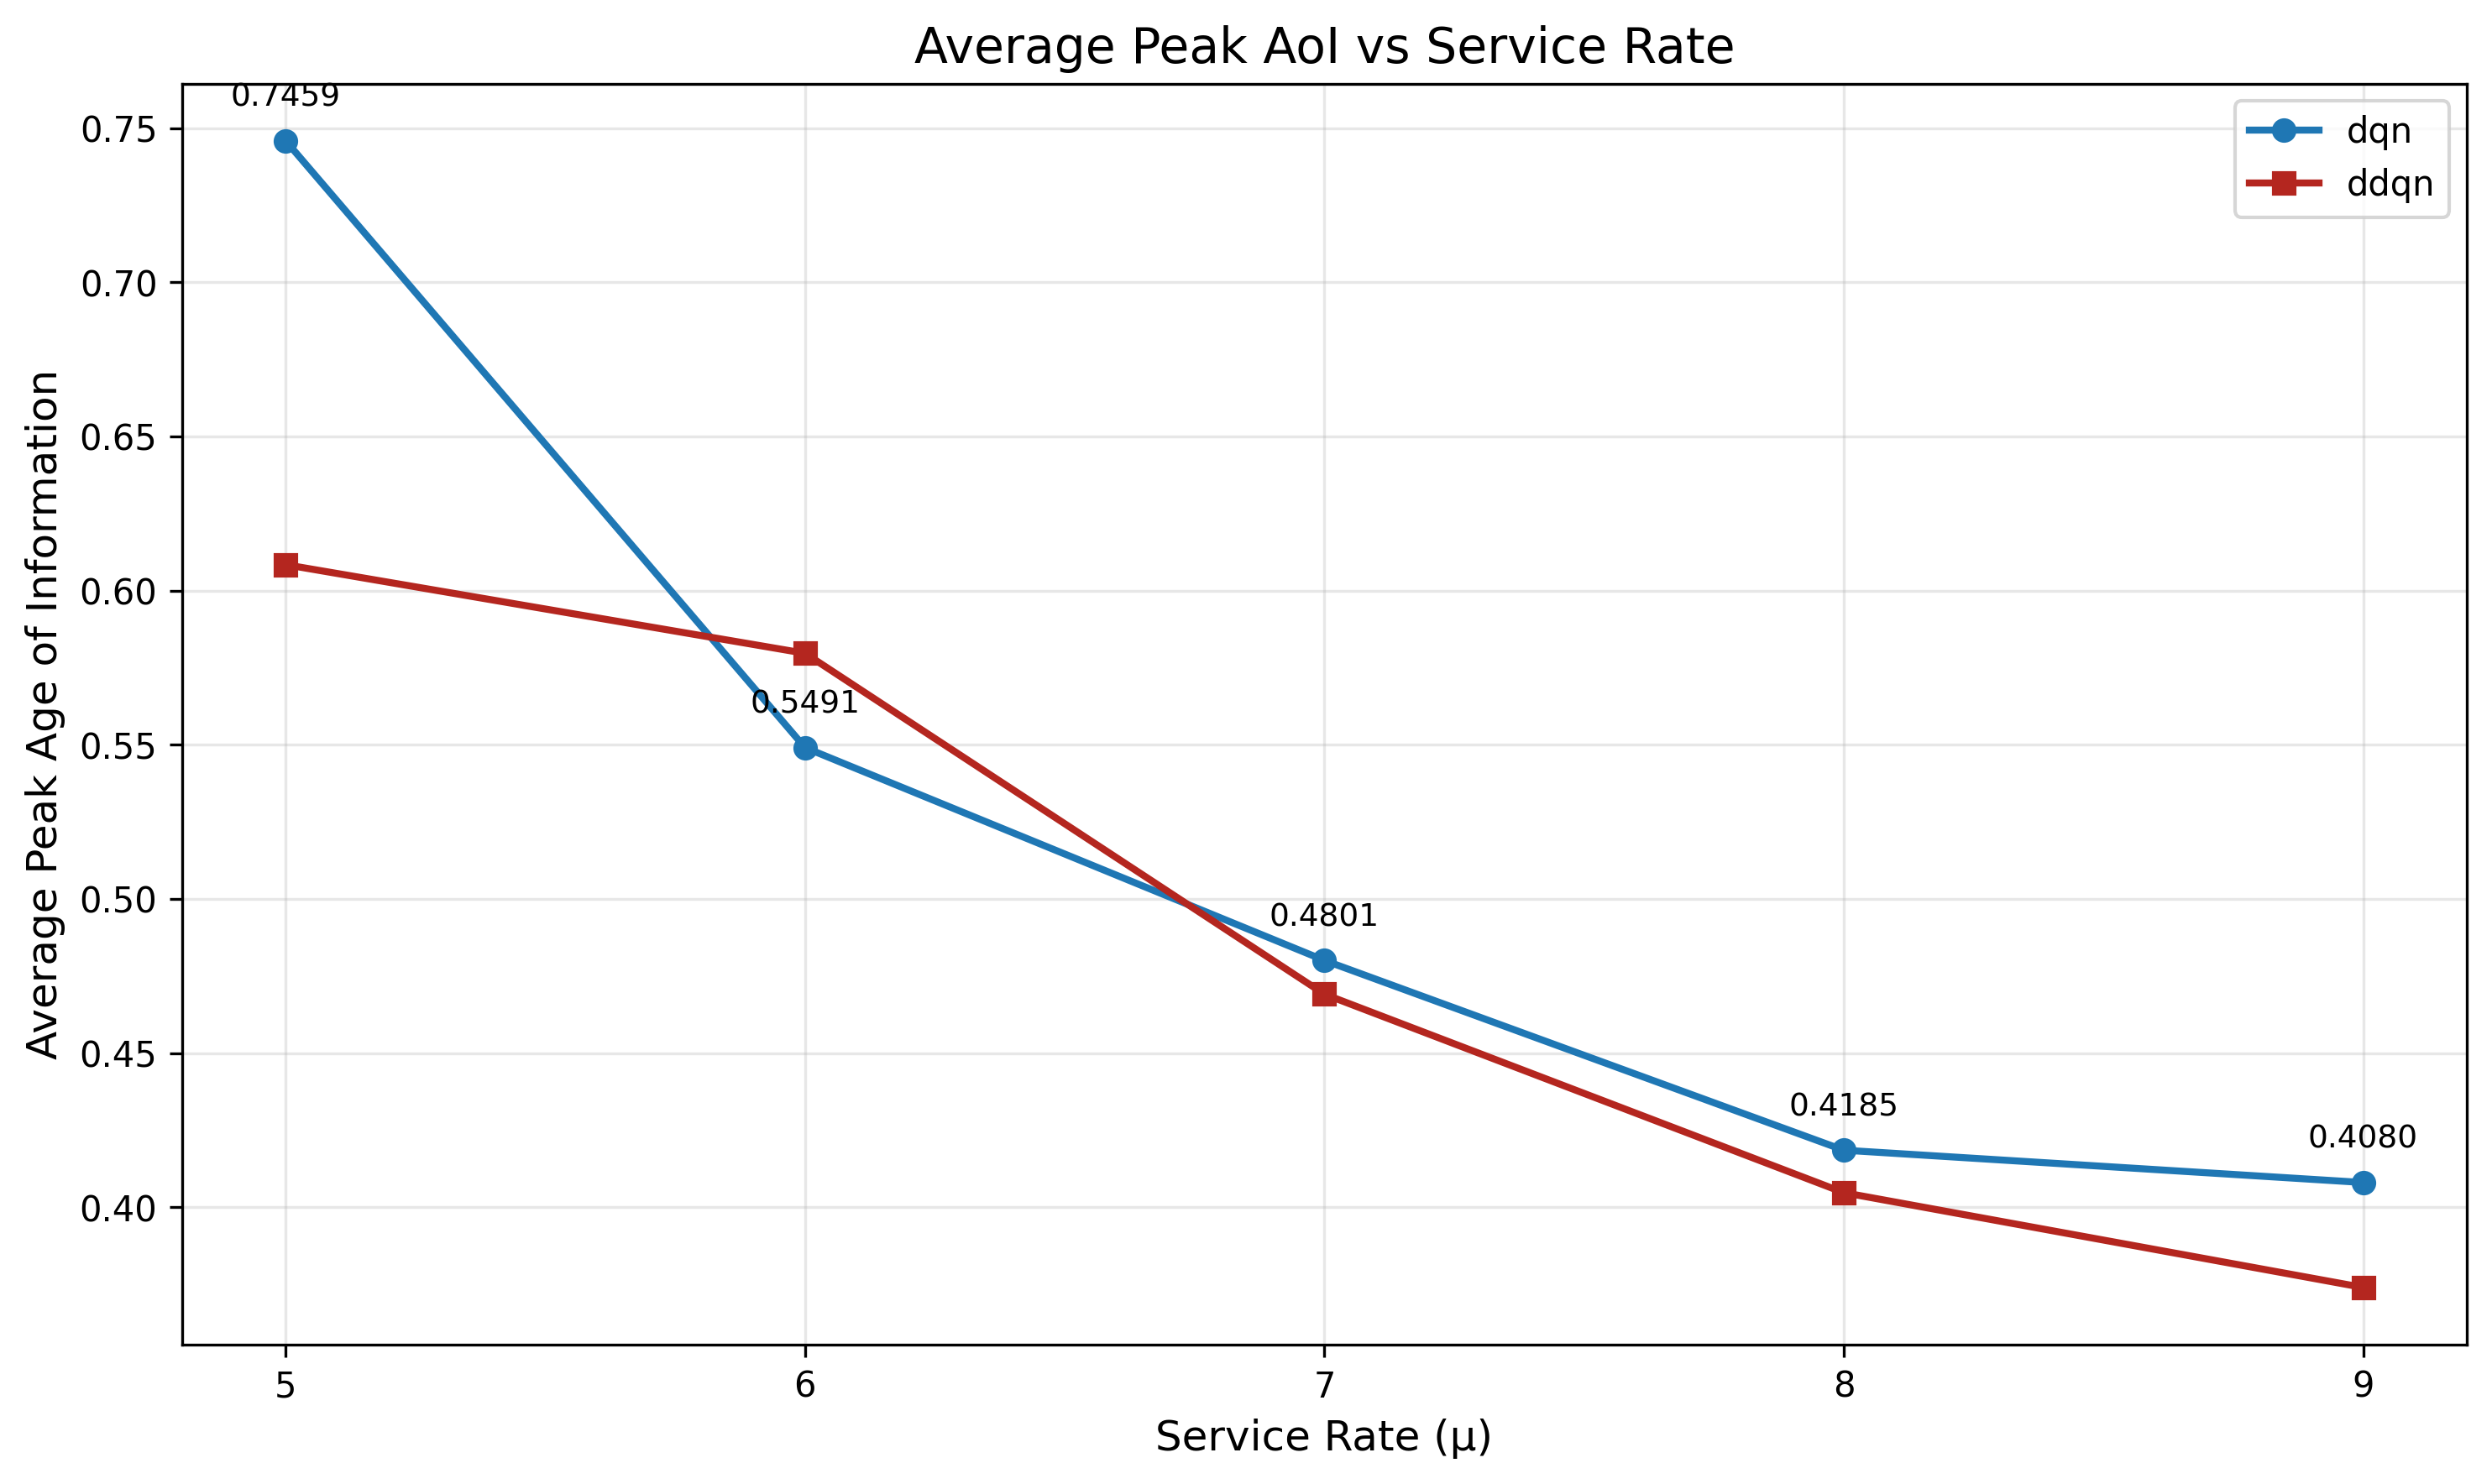 Average Peak AoI vs Service Rate
0.7459
dqn
ddqn
0.75
0.70
0.65
0.60
0.55
0.50
0.45
0.40
Average Peak Age of Information
0.5491
0.4801
0.4185
0.4080
5 6 7 8 9
Service Rate (μ)